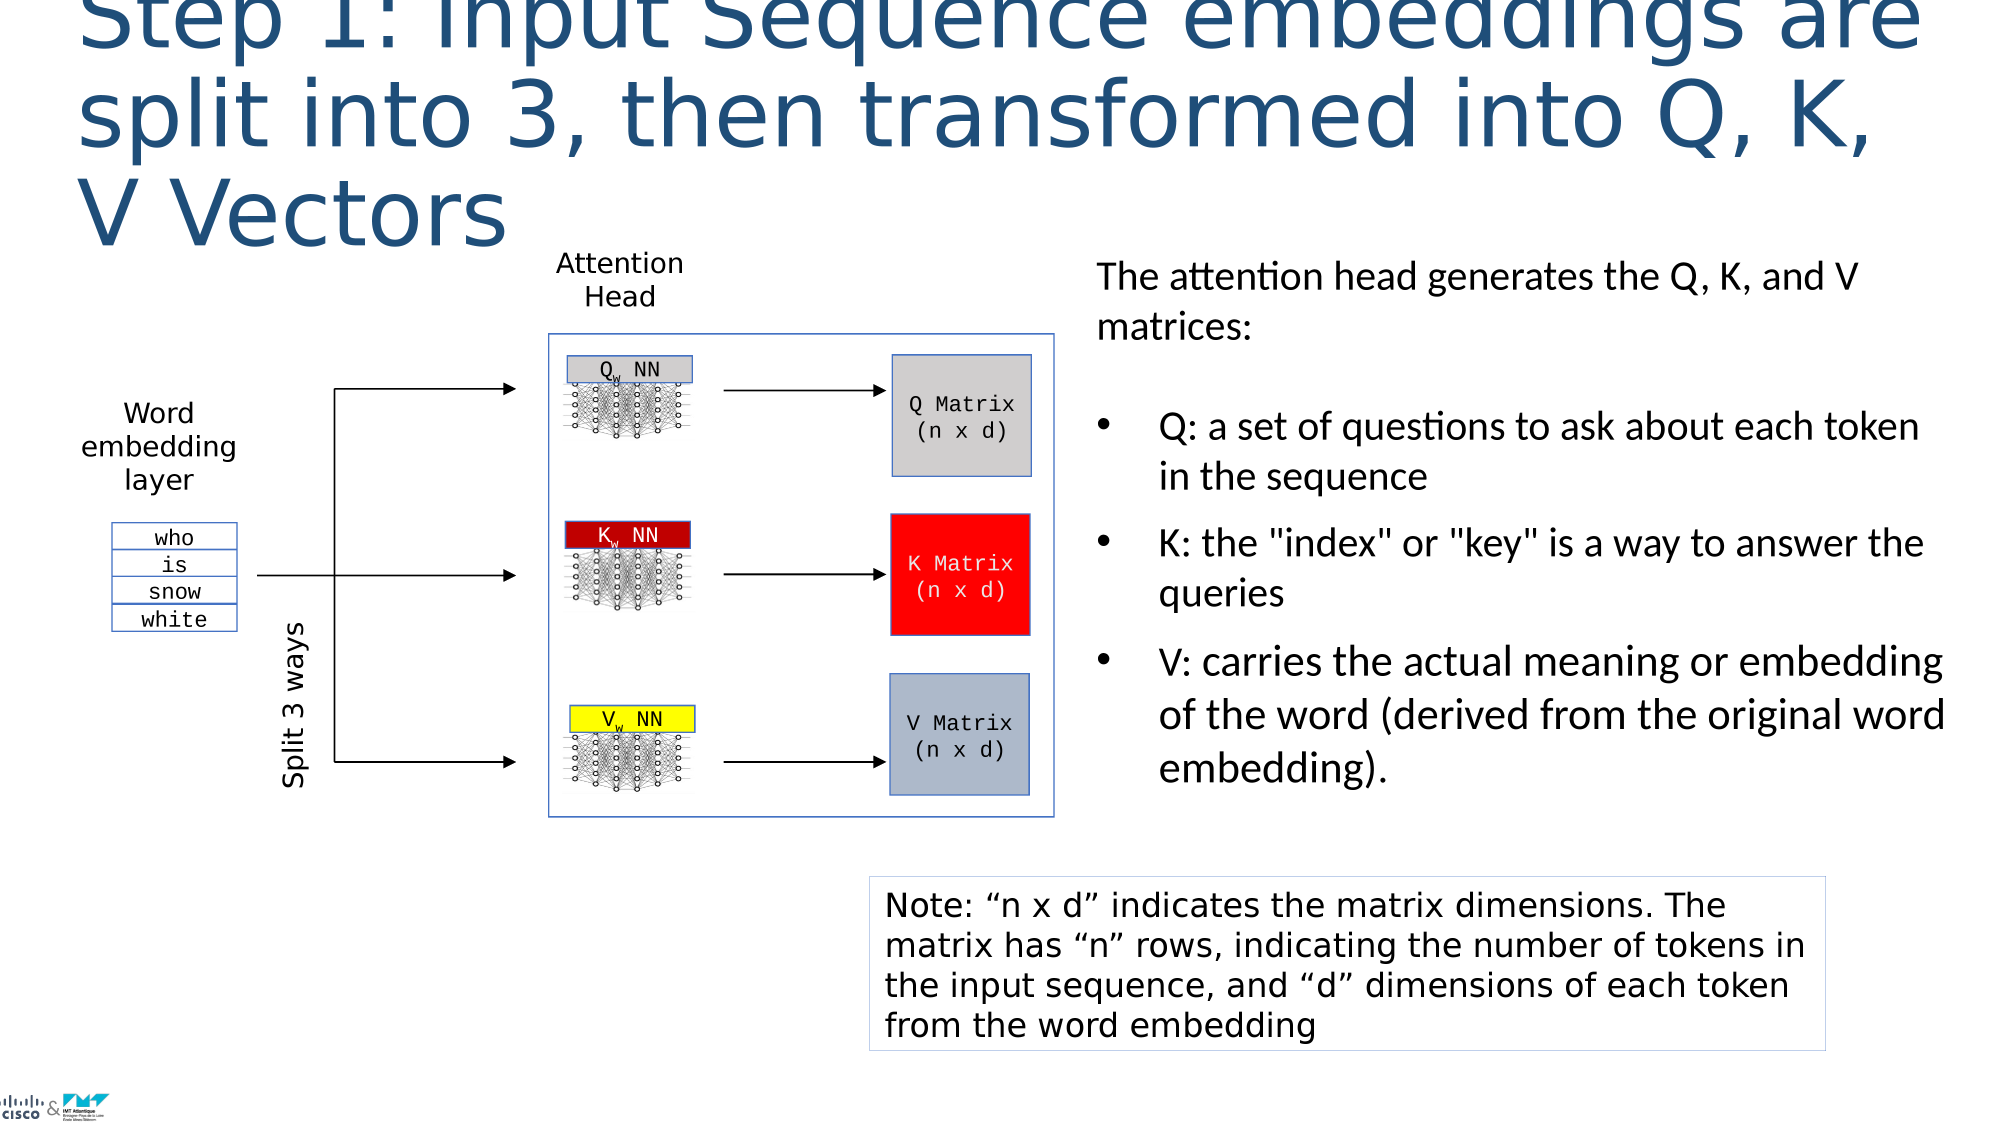 Step 1: Input Sequence embeddings are
split into 3, then transformed into Q, K,
V Vectors
Attention
Head
Word
embedding
layer
who
is
snow
white
Split 3 ways
Qw NN
Kw NN
Vw NN
Q Matrix
(n x d)
K Matrix
(n x d)
V Matrix
(n x d)
The attention head generates the Q, K, and V
matrices:
• Q: a set of questions to ask about each token
in the sequence
• K: the "index" or "key" is a way to answer the
queries
• V: carries the actual meaning or embedding
of the word (derived from the original word
embedding).
Note: “n x d” indicates the matrix dimensions. The
matrix has “n” rows, indicating the number of tokens in
the input sequence, and “d” dimensions of each token
from the word embedding
CISCO
&
IMT Atlantique